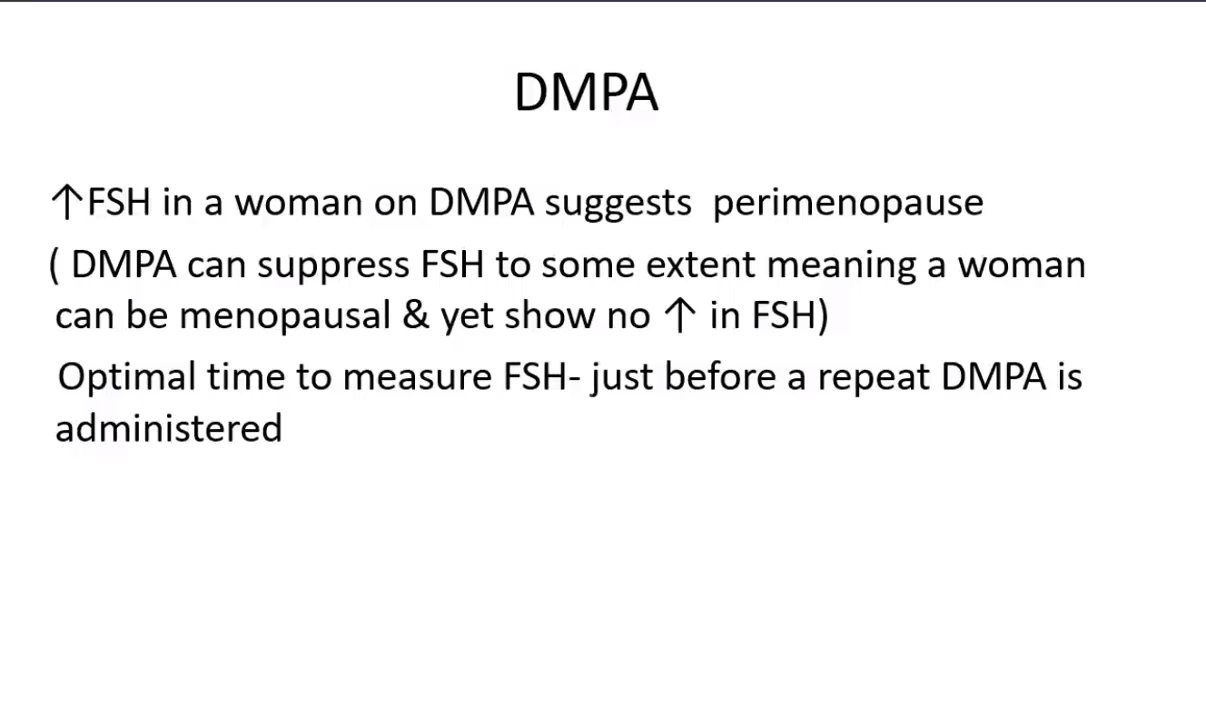 DMPA
↑FSH in a woman on DMPA suggests  perimenopause
( DMPA can suppress FSH to some extent meaning a woman
can be menopausal & yet show no ↑ in FSH)
Optimal time to measure FSH- just before a repeat DMPA is
administered